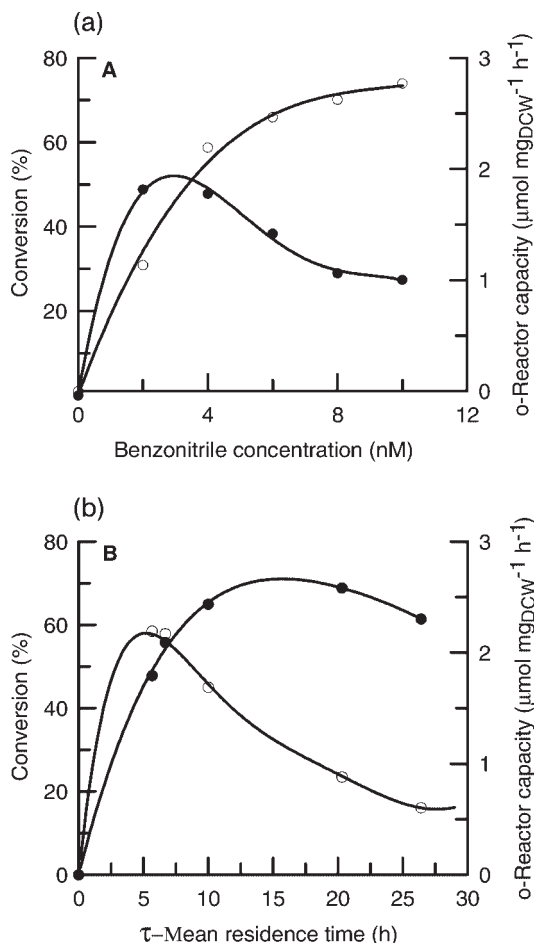 (a)
A
80
60
40
20
0
Conversion (%)
3
2
1
0
o-Reactor capacity (μmol mgDCW⁻¹ h⁻¹)
0 4 8 12
Benzonitrile concentration (nM)
(b)
B
80
60
40
20
0
Conversion (%)
3
2
1
0
o-Reactor capacity (μmol mgDCW⁻¹ h⁻¹)
0 5 10 15 20 25 30
τ–Mean residence time (h)